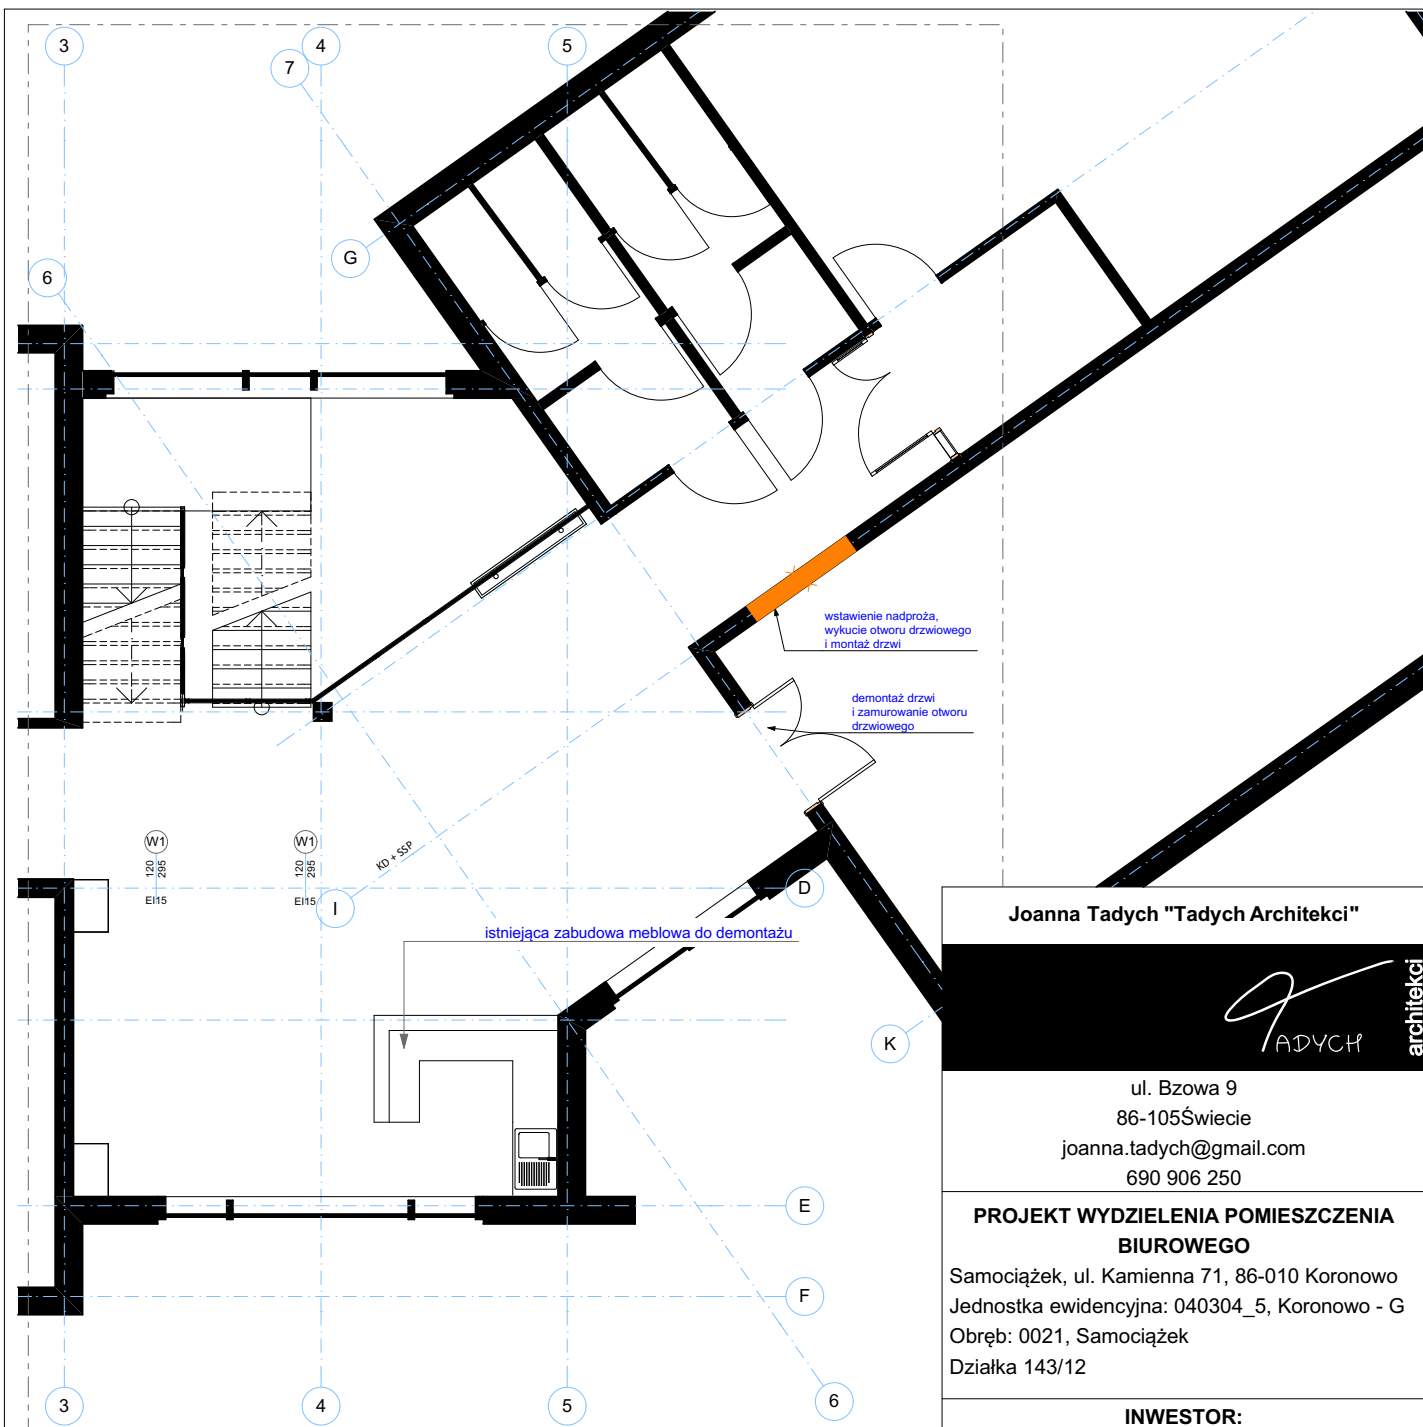 3
4
5
7
G
6
wstawienie nadproża,
wykucie otworu drzwiowego
i montaż drzwi
demontaż drzwi
i zamurowanie otworu
drzwiowego
W1
120
295
EI15
W1
120
295
EI15
KD + SSP
I
D
istniejąca zabudowa meblowa do demontażu
K
E
F
3
4
5
6
Joanna Tadych "Tadych Architekci"
TADYCH
architekci
ul. Bzowa 9
86-105Świecie
joanna.tadych@gmail.com
690 906 250
PROJEKT WYDZIELENIA POMIESZCZENIA
BIUROWEGO
Samociążek, ul. Kamienna 71, 86-010 Koronowo
Jednostka ewidencyjna: 040304_5, Koronowo - G
Obręb: 0021, Samociążek
Działka 143/12
INWESTOR: